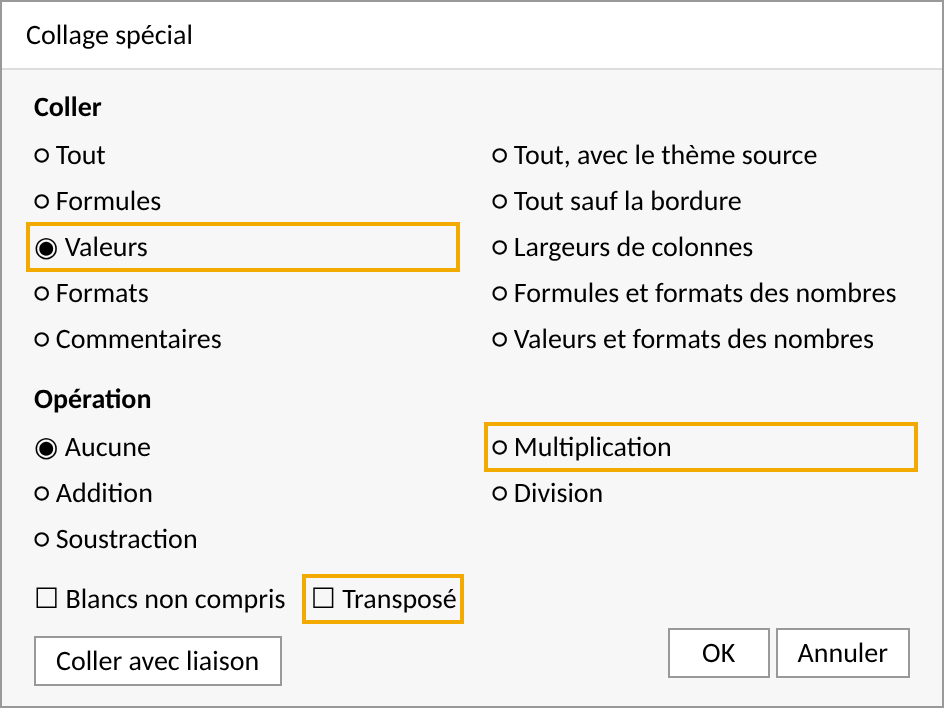 Collage spécial
Coller
Tout
Formules
Valeurs
Formats
Commentaires
Tout, avec le thème source
Tout sauf la bordure
Largeurs de colonnes
Formules et formats des nombres
Valeurs et formats des nombres
Opération
Aucune
Addition
Soustraction
Multiplication
Division
Blancs non compris
Transposé
Coller avec liaison
OK
Annuler